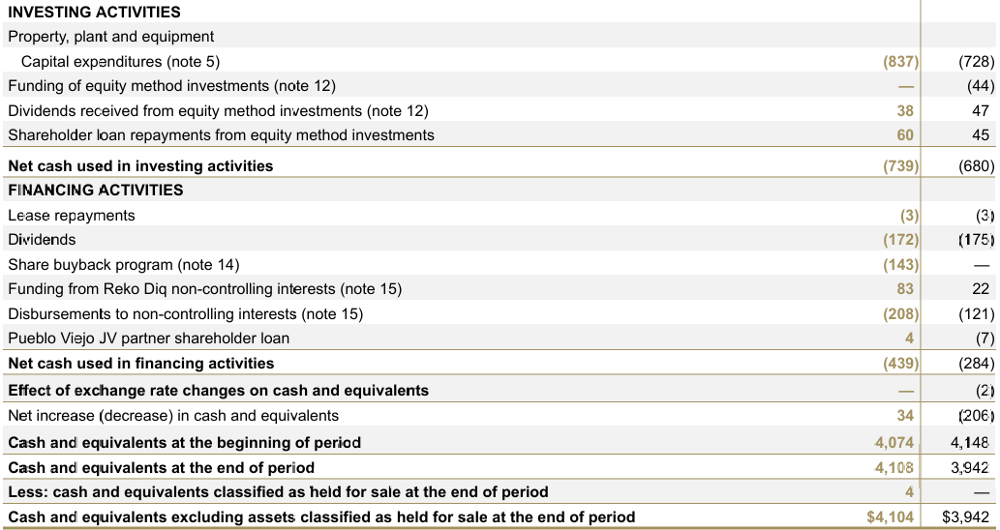 INVESTING ACTIVITIES
Property, plant and equipment
Capital expenditures (note 5) (837) (728)
Funding of equity method investments (note 12) — (44)
Dividends received from equity method investments (note 12) 38 47
Shareholder loan repayments from equity method investments 60 45
Net cash used in investing activities (739) (680)
FINANCING ACTIVITIES
Lease repayments (3) (3)
Dividends (172) (175)
Share buyback program (note 14) (143) —
Funding from Reko Diq non-controlling interests (note 15) 83 22
Disbursements to non-controlling interests (note 15) (208) (121)
Pueblo Viejo JV partner shareholder loan 4 (7)
Net cash used in financing activities (439) (284)
Effect of exchange rate changes on cash and equivalents — (2)
Net increase (decrease) in cash and equivalents 34 (206)
Cash and equivalents at the beginning of period 4,074 4,148
Cash and equivalents at the end of period 4,108 3,942
Less: cash and equivalents classified as held for sale at the end of period 4 —
Cash and equivalents excluding assets classified as held for sale at the end of period $4,104 $3,942